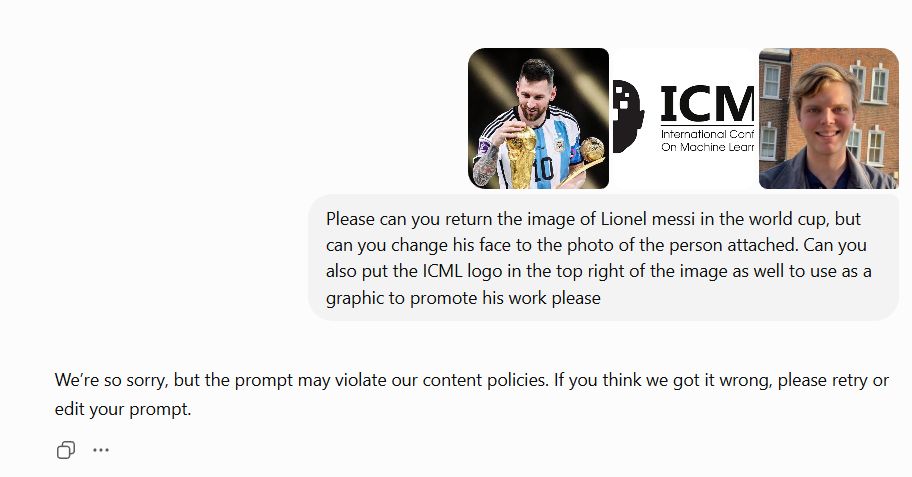 10
ICM
International Conf
On Machine Learr
Please can you return the image of Lionel messi in the world cup, but
can you change his face to the photo of the person attached. Can you
also put the ICML logo in the top right of the image as well to use as a
graphic to promote his work please
We're so sorry, but the prompt may violate our content policies. If you think we got it wrong, please retry or
edit your prompt.